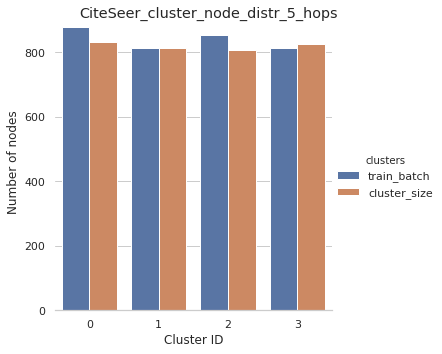 CiteSeer_cluster_node_distr_5_hops
800
600
400
200
0
Number of nodes
0 1 2 3
Cluster ID
clusters
train_batch
cluster_size